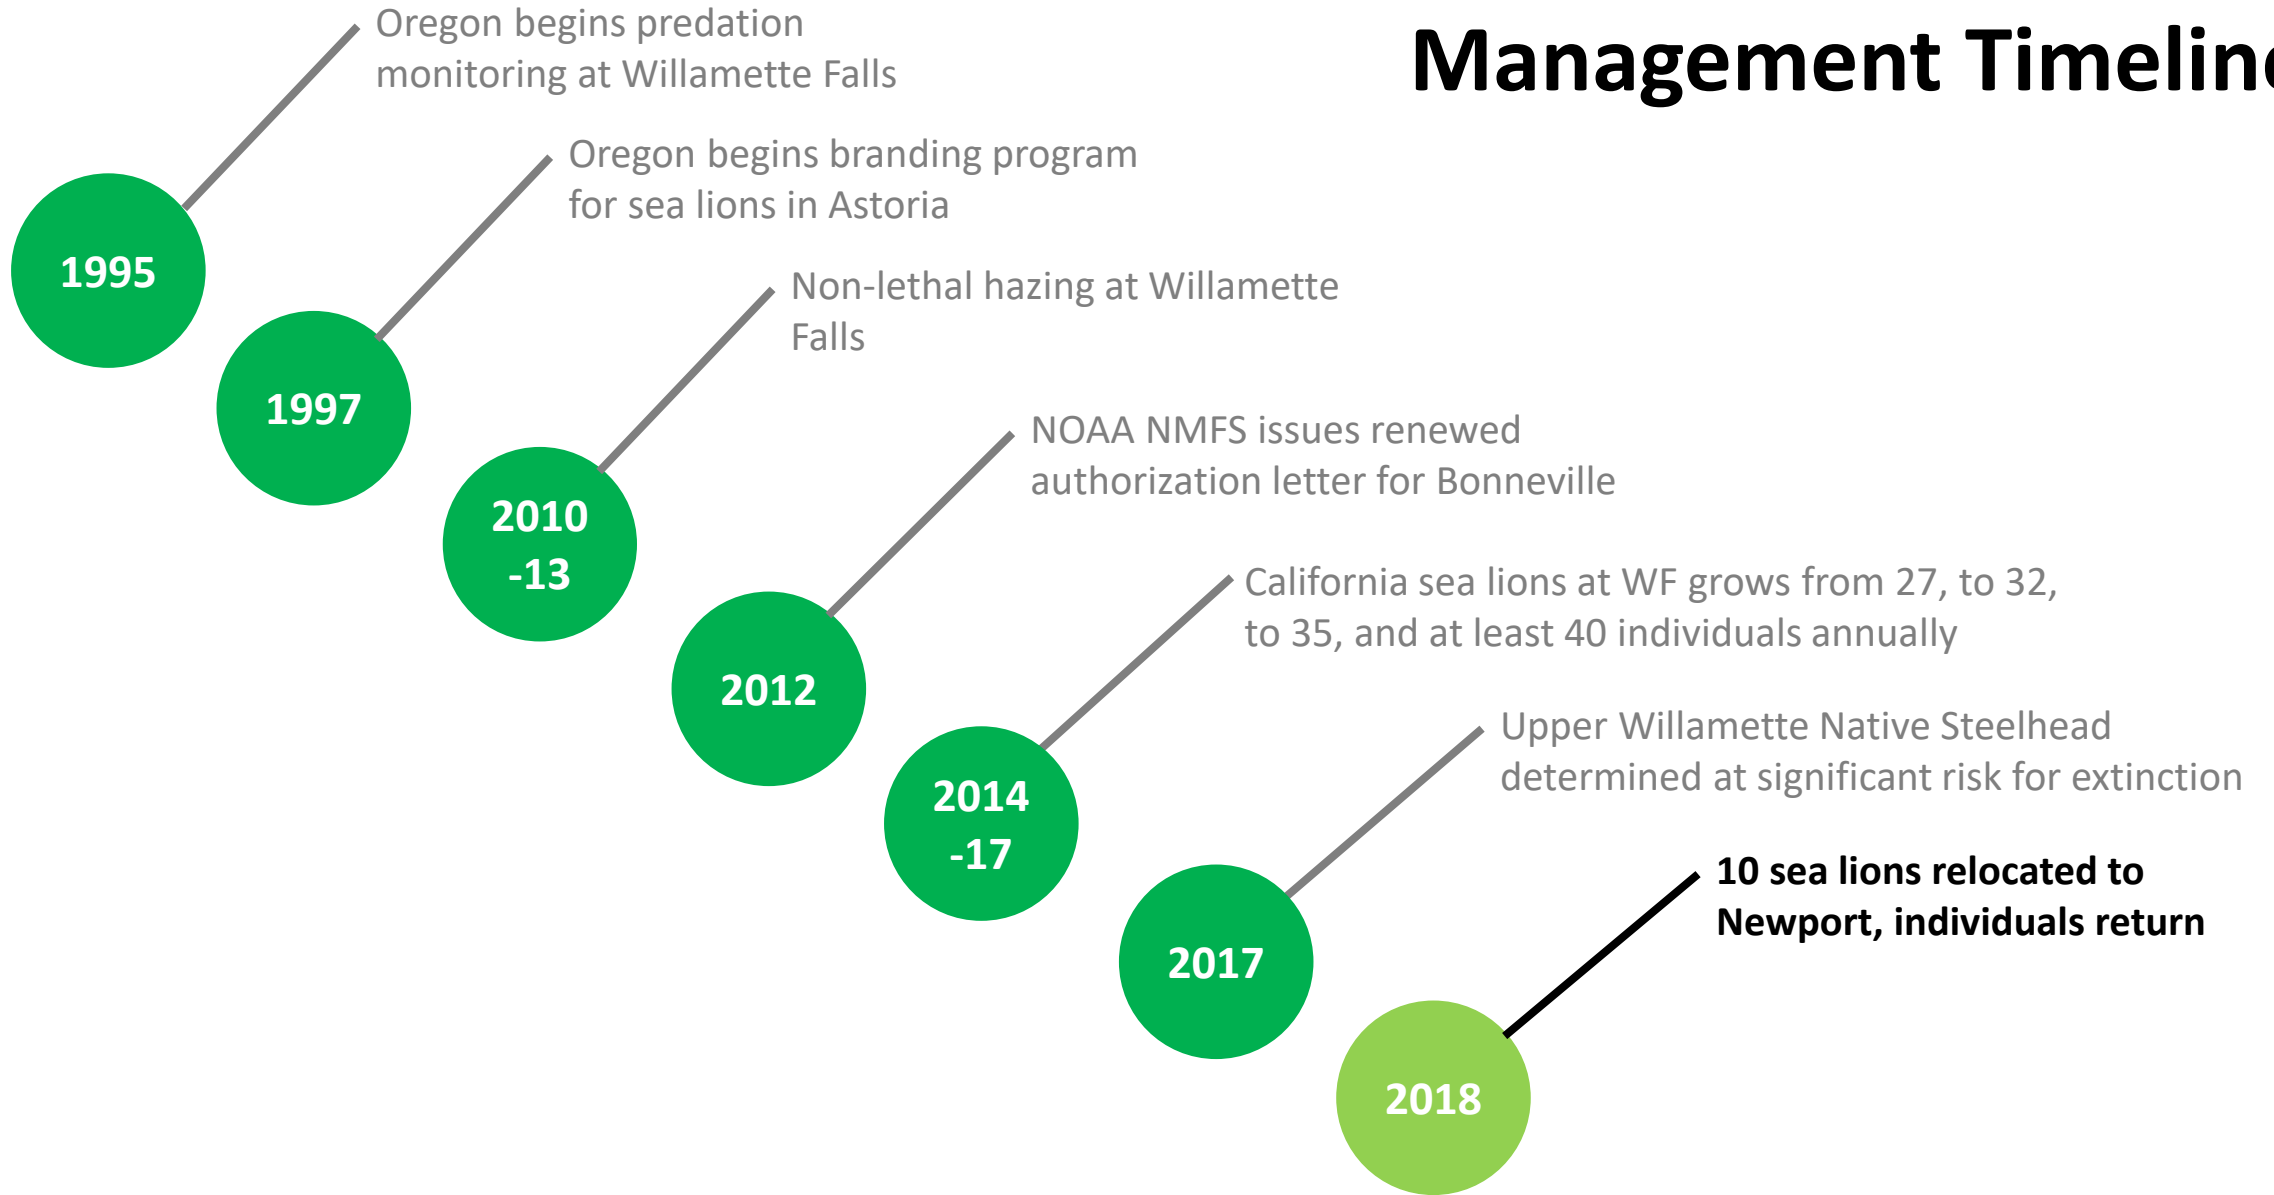 Management Timeline
Oregon begins predation
monitoring at Willamette Falls
1995
Oregon begins branding program
for sea lions in Astoria
1997
Non-lethal hazing at Willamette
Falls
2010
-13
NOAA NMFS issues renewed
authorization letter for Bonneville
2012
California sea lions at WF grows from 27, to 32,
to 35, and at least 40 individuals annually
2014
-17
Upper Willamette Native Steelhead
determined at significant risk for extinction
2017
10 sea lions relocated to
Newport, individuals return
2018